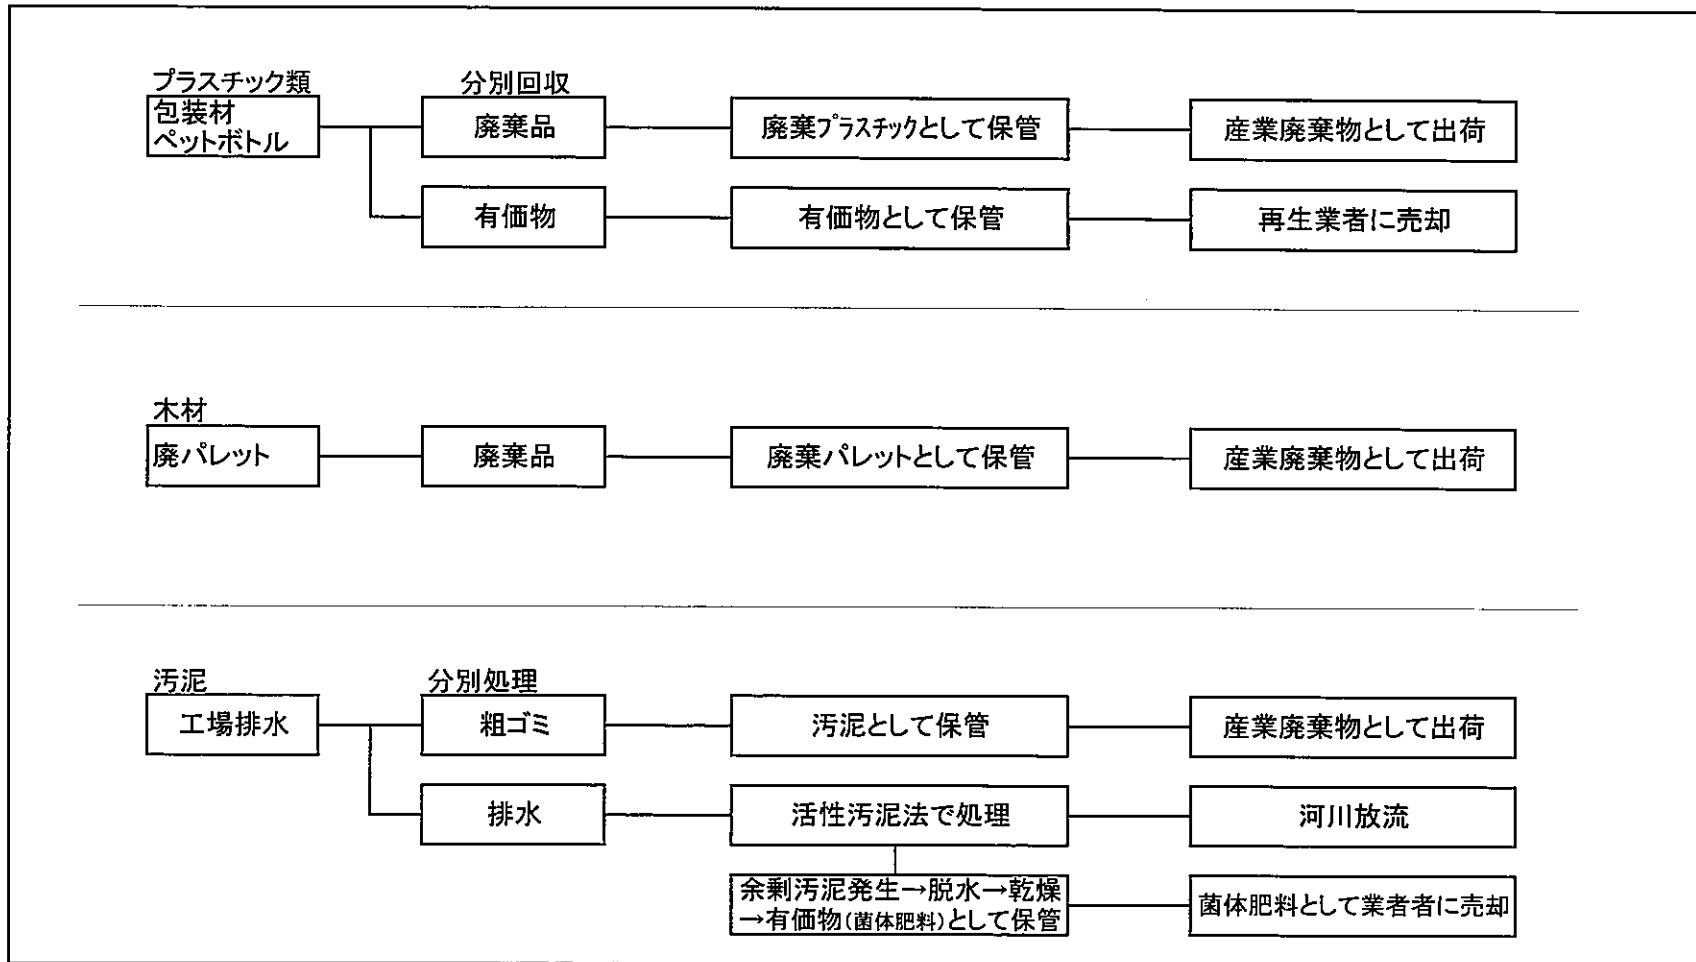 プラスチック類
分別回収
包装材
ペットボトル
廃棄品
廃棄プラスチックとして保管
産業廃棄物として出荷
有価物
有価物として保管
再生業者に売却
木材
廃パレット
廃棄品
廃棄パレットとして保管
産業廃棄物として出荷
汚泥
分別処理
工場排水
粗ゴミ
汚泥として保管
産業廃棄物として出荷
排水
活性汚泥法で処理
河川放流
余剰汚泥発生→脱水→乾燥
→有価物(菌体肥料)として保管
菌体肥料として業者者に売却